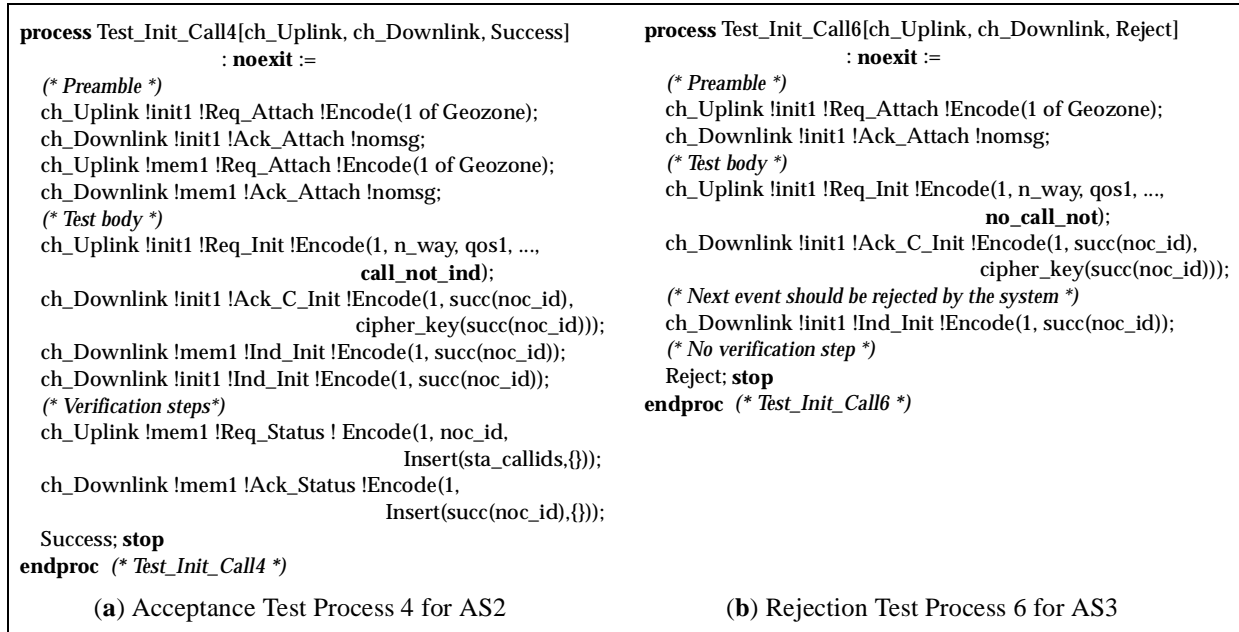 process Test_Init_Call4[ch_Uplink, ch_Downlink, Success]
: noexit :=
(* Preamble *)
ch_Uplink !init1 !Req_Attach !Encode(1 of Geozone);
ch_Downlink !init1 !Ack_Attach !nomsg;
ch_Uplink !mem1 !Req_Attach !Encode(1 of Geozone);
ch_Downlink !mem1 !Ack_Attach !nomsg;
(* Test body *)
ch_Uplink !init1 !Req_Init !Encode(1, n_way, qos1, ...,
call_not_ind);
ch_Downlink !init1 !Ack_C_Init !Encode(1, succ(noc_id),
cipher_key(succ(noc_id)));
ch_Downlink !mem1 !Ind_Init !Encode(1, succ(noc_id));
ch_Downlink !init1 !Ind_Init !Encode(1, succ(noc_id));
(* Verification steps*)
ch_Uplink !mem1 !Req_Status ! Encode(1, noc_id,
Insert(sta_callids,{}));
ch_Downlink !mem1 !Ack_Status !Encode(1,
Insert(succ(noc_id),{}));
Success; stop
endproc (* Test_Init_Call4 *)
(a) Acceptance Test Process 4 for AS2
process Test_Init_Call6[ch_Uplink, ch_Downlink, Reject]
: noexit :=
(* Preamble *)
ch_Uplink !init1 !Req_Attach !Encode(1 of Geozone);
ch_Downlink !init1 !Ack_Attach !nomsg;
(* Test body *)
ch_Uplink !init1 !Req_Init !Encode(1, n_way, qos1, ...,
no_call_not);
ch_Downlink !init1 !Ack_C_Init !Encode(1, succ(noc_id),
cipher_key(succ(noc_id)));
(* Next event should be rejected by the system *)
ch_Downlink !init1 !Ind_Init !Encode(1, succ(noc_id));
(* No verification step *)
Reject; stop
endproc (* Test_Init_Call6 *)
(b) Rejection Test Process 6 for AS3